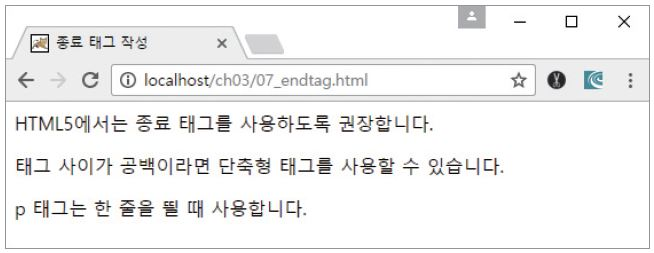 종료 태그 작성
localhost/ch03/07_endtag.html
HTML5에서는 종료 태그를 사용하도록 권장합니다.
태그 사이가 공백이라면 단축형 태그를 사용할 수 있습니다.
p 태그는 한 줄을 띌 때 사용합니다.